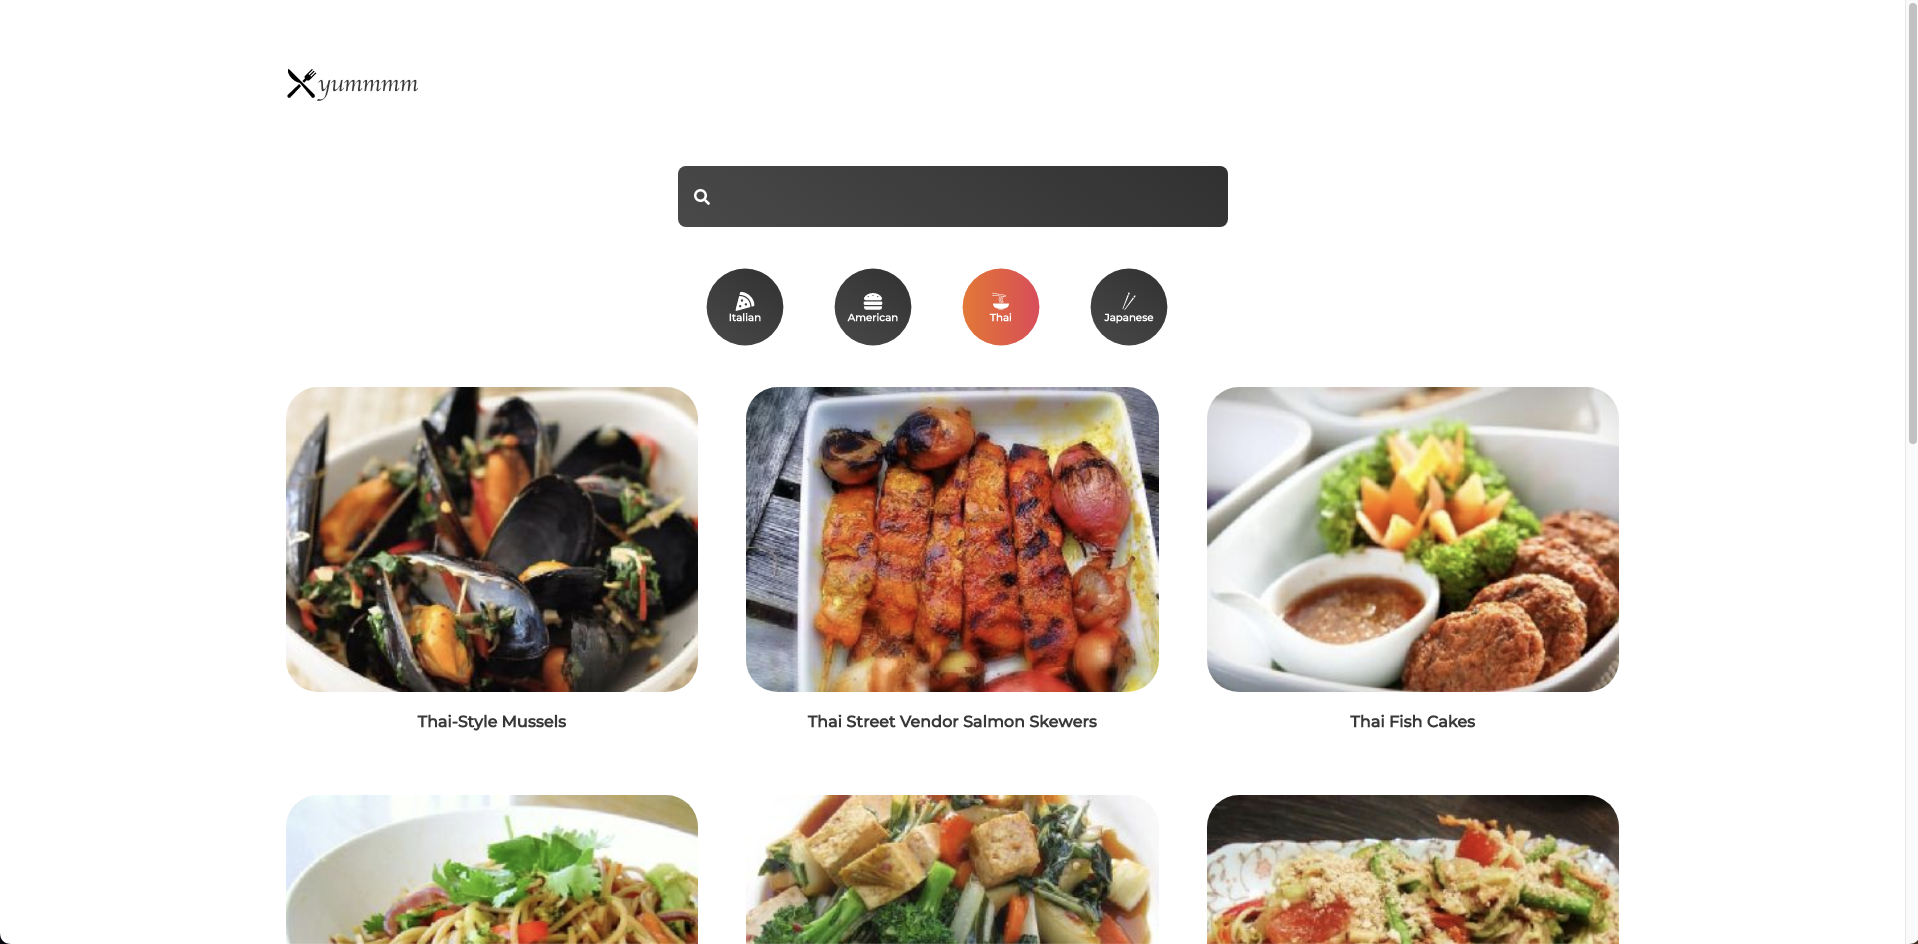 yummmm
Italian
American
Thai
Japanese
Thai-Style Mussels
Thai Street Vendor Salmon Skewers
Thai Fish Cakes